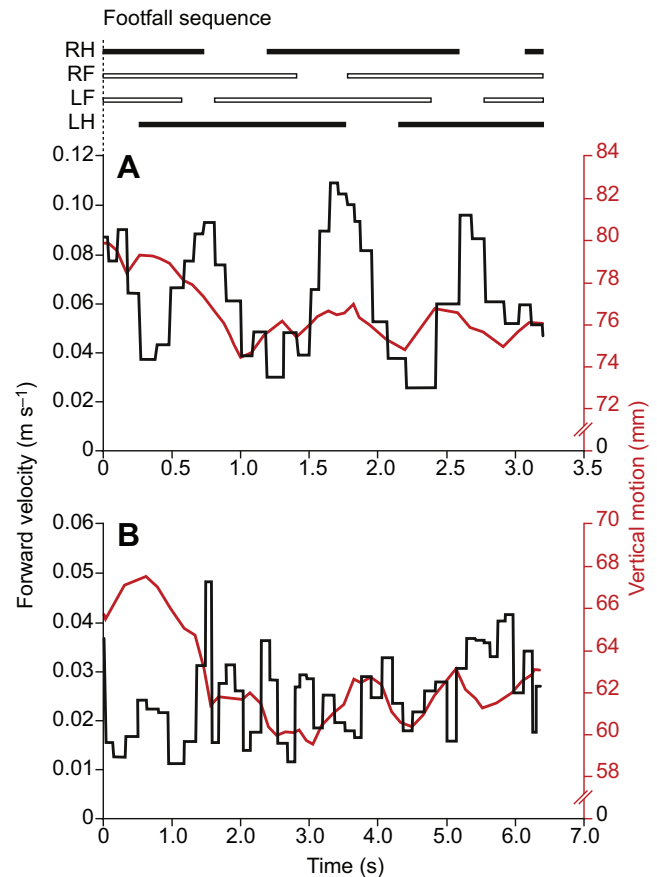 Footfall sequence
RH
RF
LF
LH
A
0.12
0.10
0.08
0.06
0.04
0.02
0
84
82
80
78
76
74
72
0
0 0.5 1.0 1.5 2.0 2.5 3.0 3.5
B
0.06
0.05
0.04
0.03
0.02
0.01
0
70
68
66
64
62
60
58
0
0 1.0 2.0 3.0 4.0 5.0 6.0 7.0
Forward velocity (m s⁻¹)
Vertical motion (mm)
Time (s)